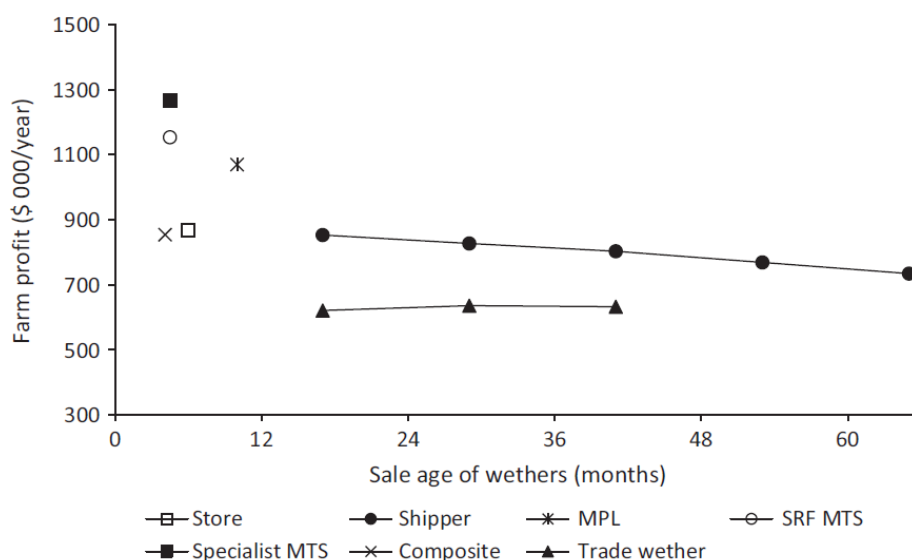 1500
1300
1100
900
700
500
300
Farm profit ($ 000/year)
0 12 24 36 48 60
Sale age of wethers (months)
Store Shipper MPL SRF MTS
Specialist MTS Composite Trade wether